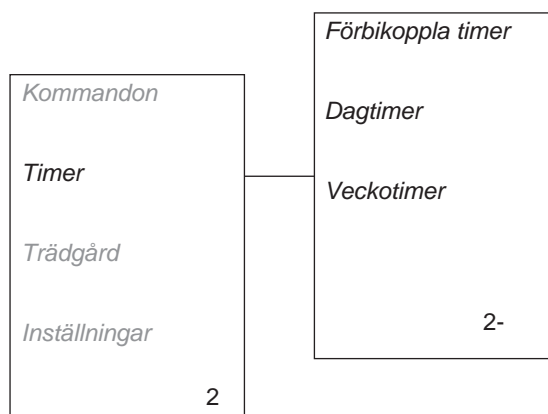 Kommandon
Timer
Trädgård
Inställningar
2
Förbikoppla timer
Dagtimer
Veckotimer
2-